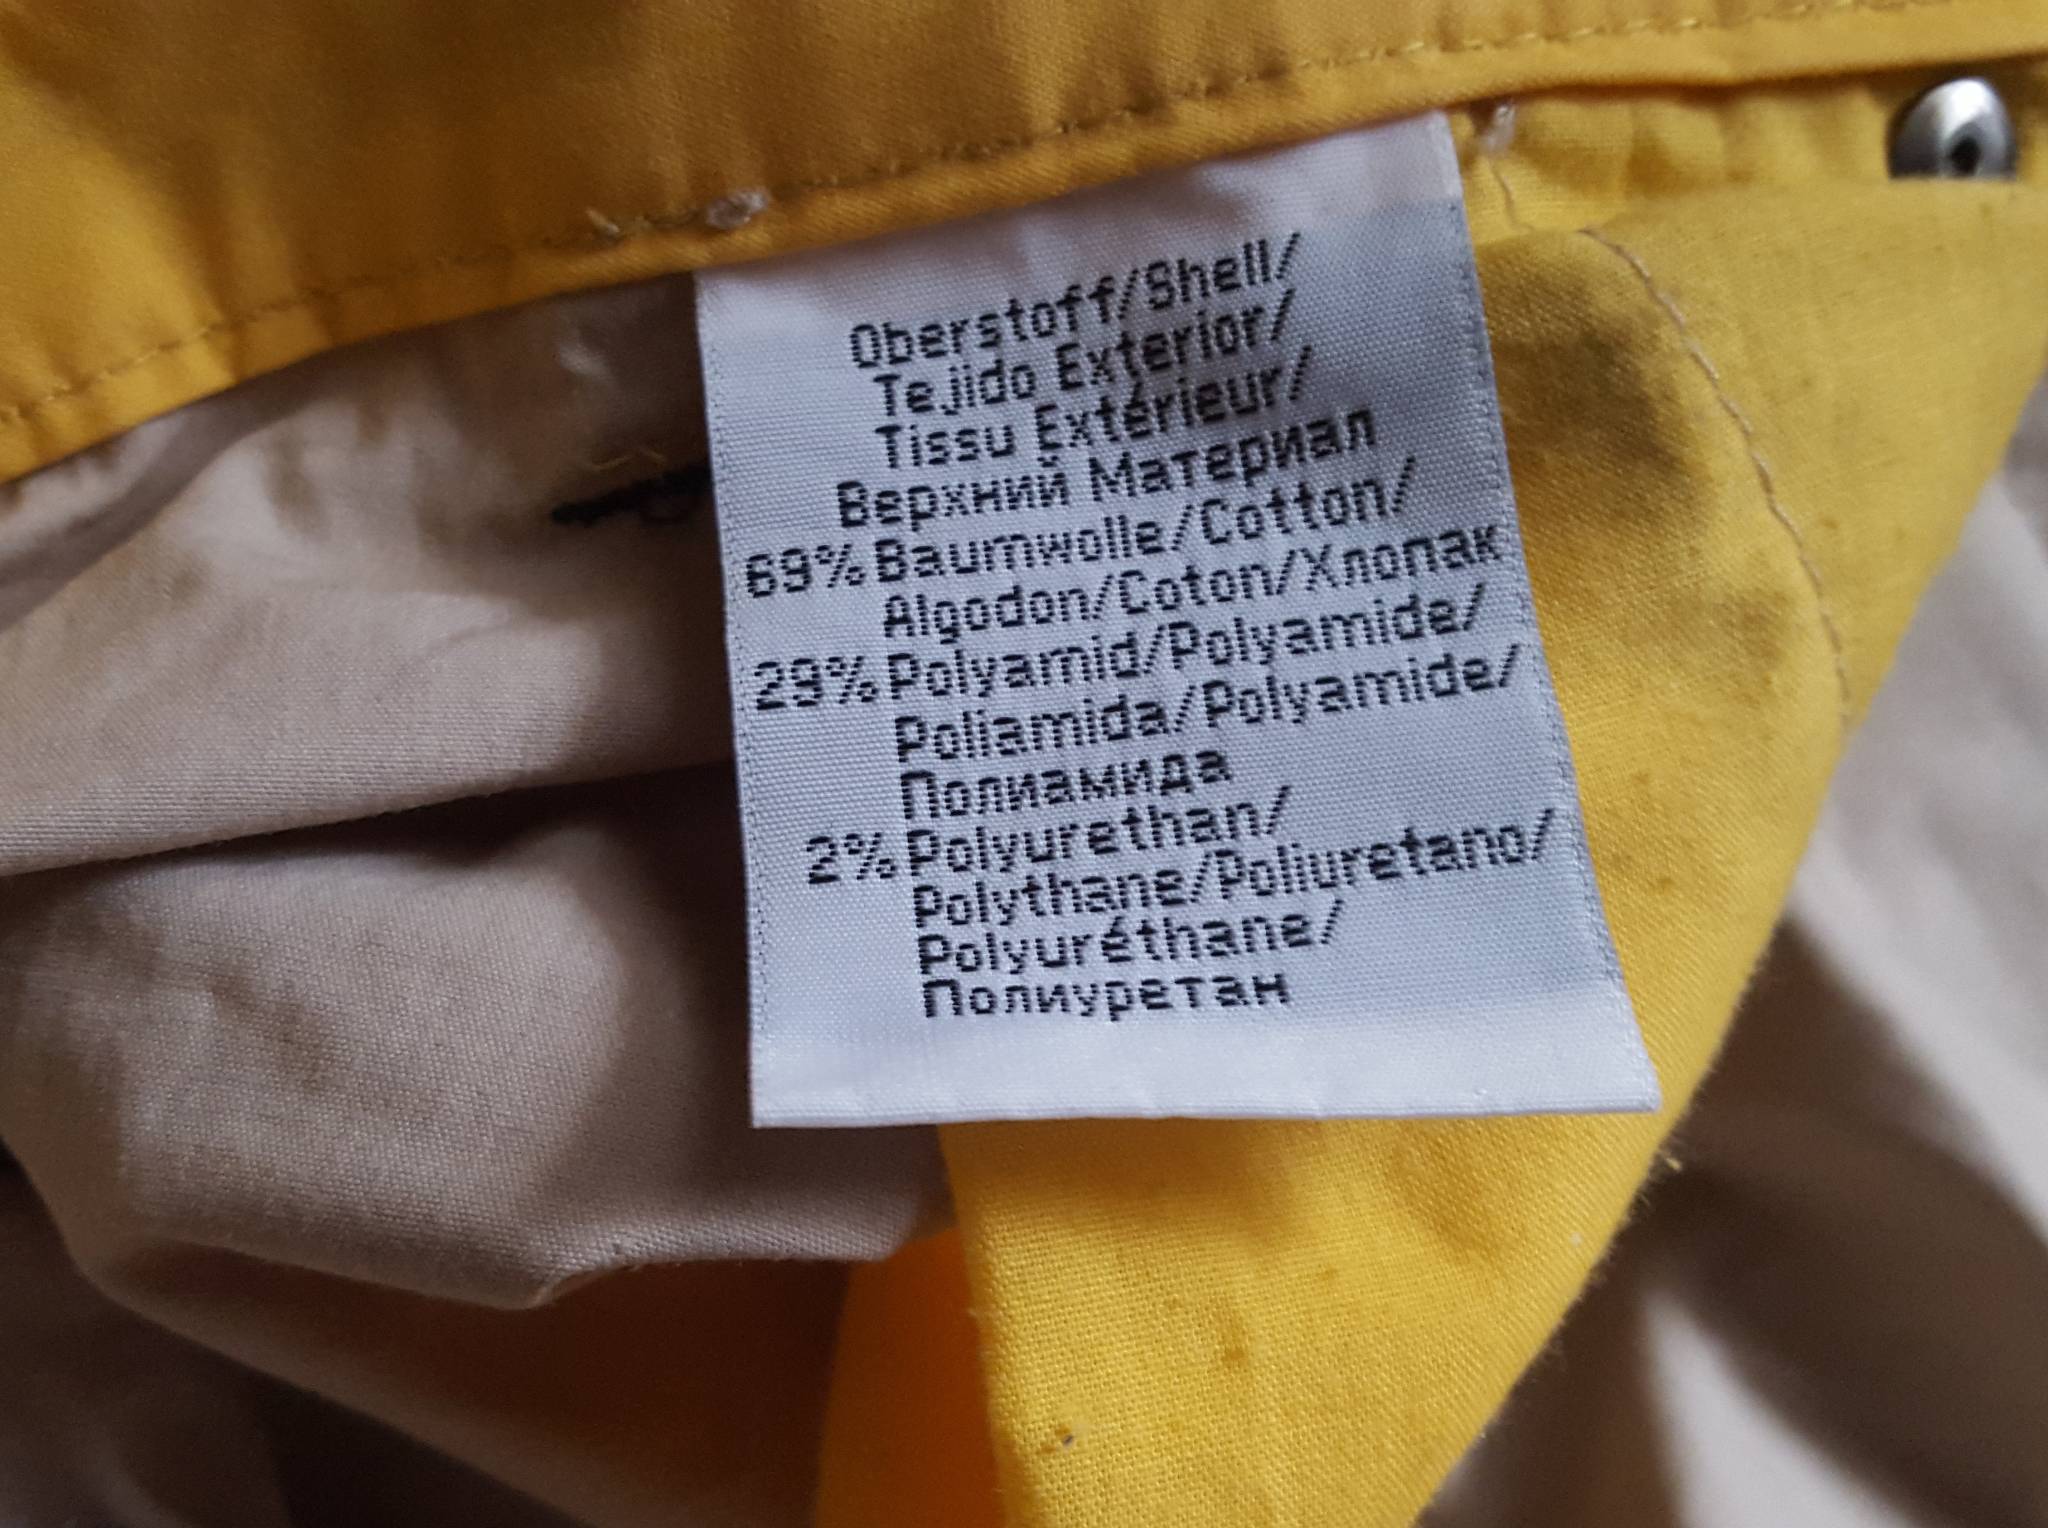 Oberstoff/Shell/
Tejido Exterior/
Tissu Extérieur/
Верхний Материал
69% Baumwolle/Cotton/
Algodon/Coton/Хлопак
29% Polyamid/Polyamide/
Poliamida/Polyamide/
Полиамида
2% Polyurethan/
Polythane/Poliuretano/
Polyuréthane/
Полиуретан